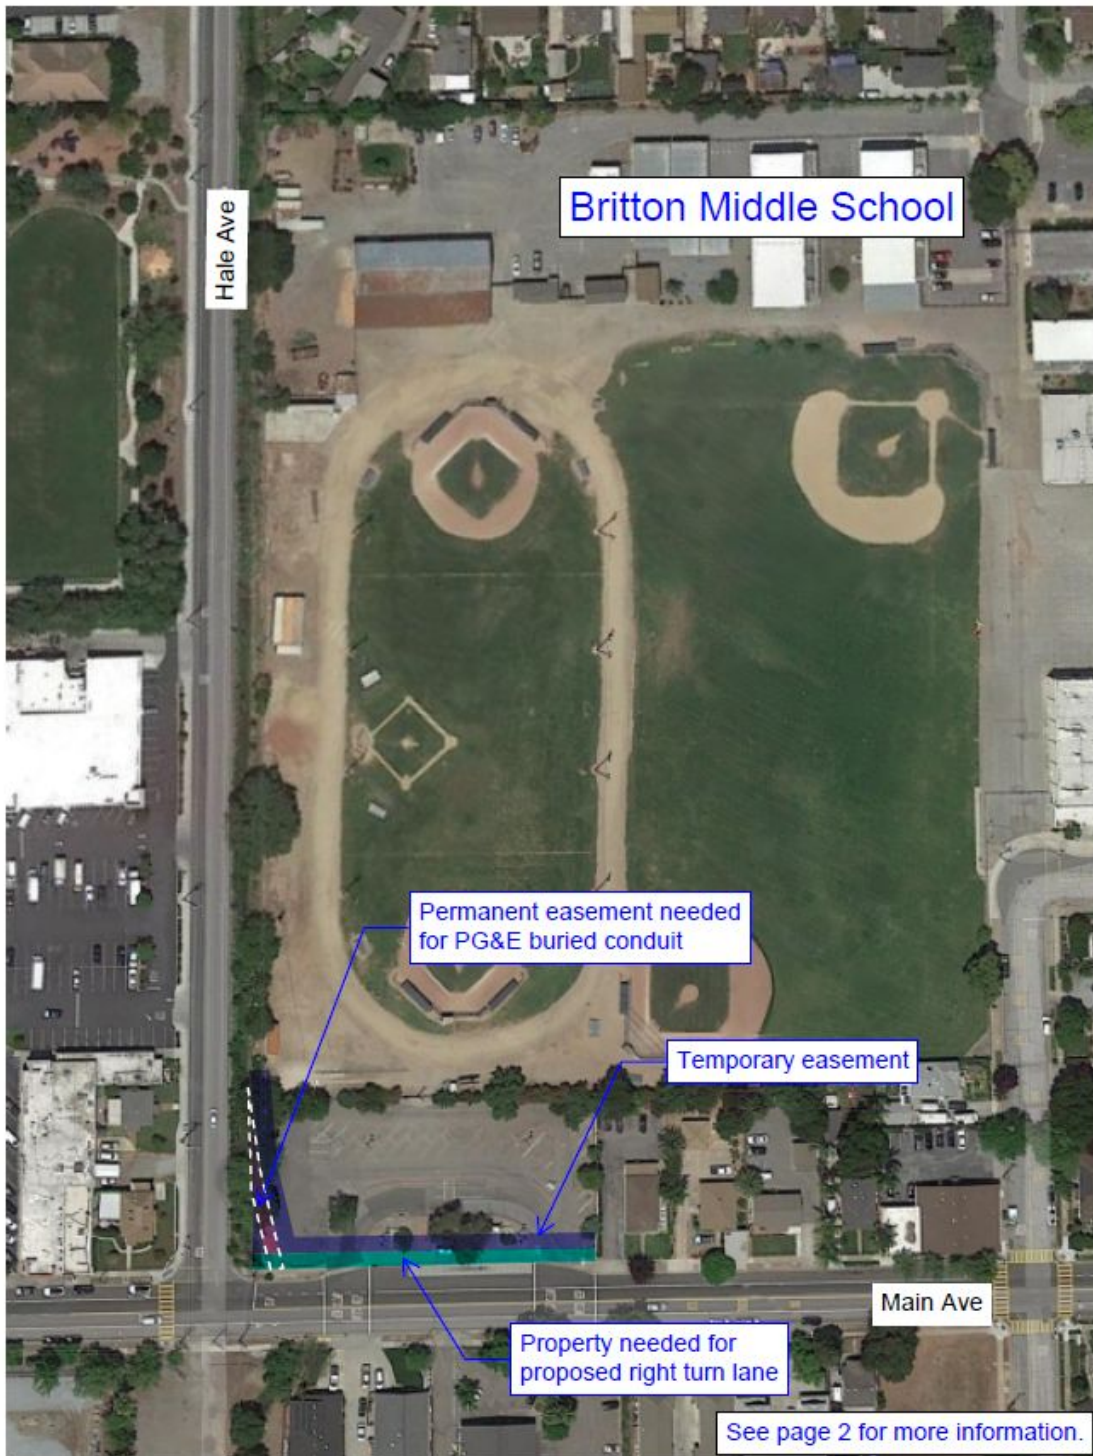 Britton Middle School
Hale Ave
Permanent easement needed
for PG&E buried conduit
Temporary easement
Main Ave
Property needed for
proposed right turn lane
See page 2 for more information.